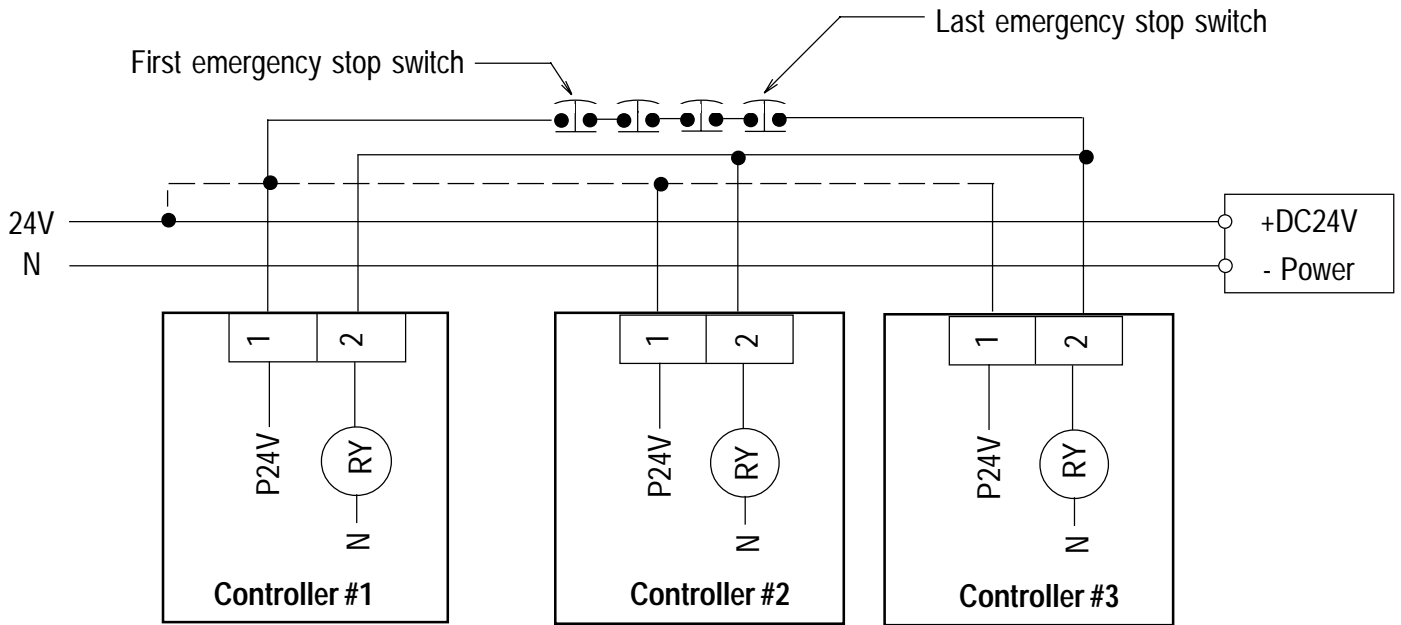 Last emergency stop switch
First emergency stop switch
24V
N
+DC24V
- Power
1
2
1
2
1
2
P24V
RY
P24V
RY
P24V
RY
N
N
N
Controller #1
Controller #2
Controller #3